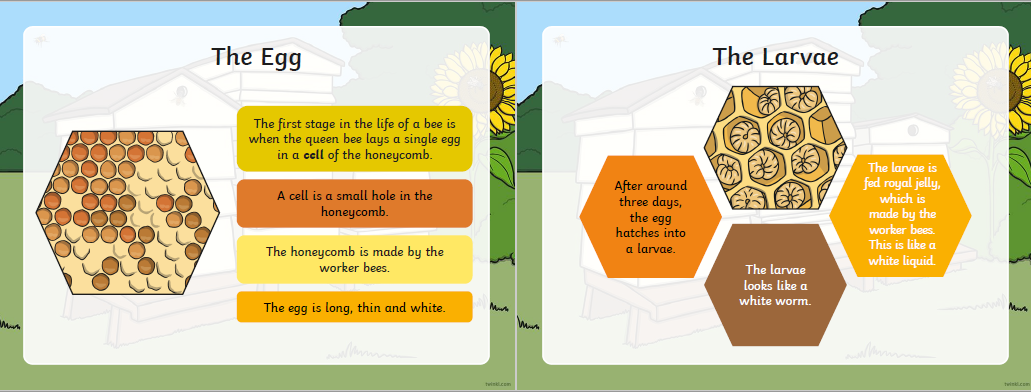 The Egg
The first stage in the life of a bee is
when the queen bee lays a single egg
in a cell of the honeycomb.
A cell is a small hole in the
honeycomb.
The honeycomb is made by the
worker bees.
The egg is long, thin and white.
twinkl.com
The Larvae
After around
three days,
the egg
hatches into
a larvae.
The larvae
looks like a
white worm.
The larvae is
fed royal jelly,
which is
made by the
worker bees.
This is like a
white liquid.
twinkl.com